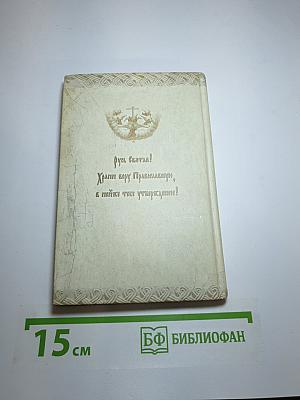 Русь Святая!
Храни веру Православную,
в нейже тебе утверждение!
15 см
БФ БИБЛИОФАН